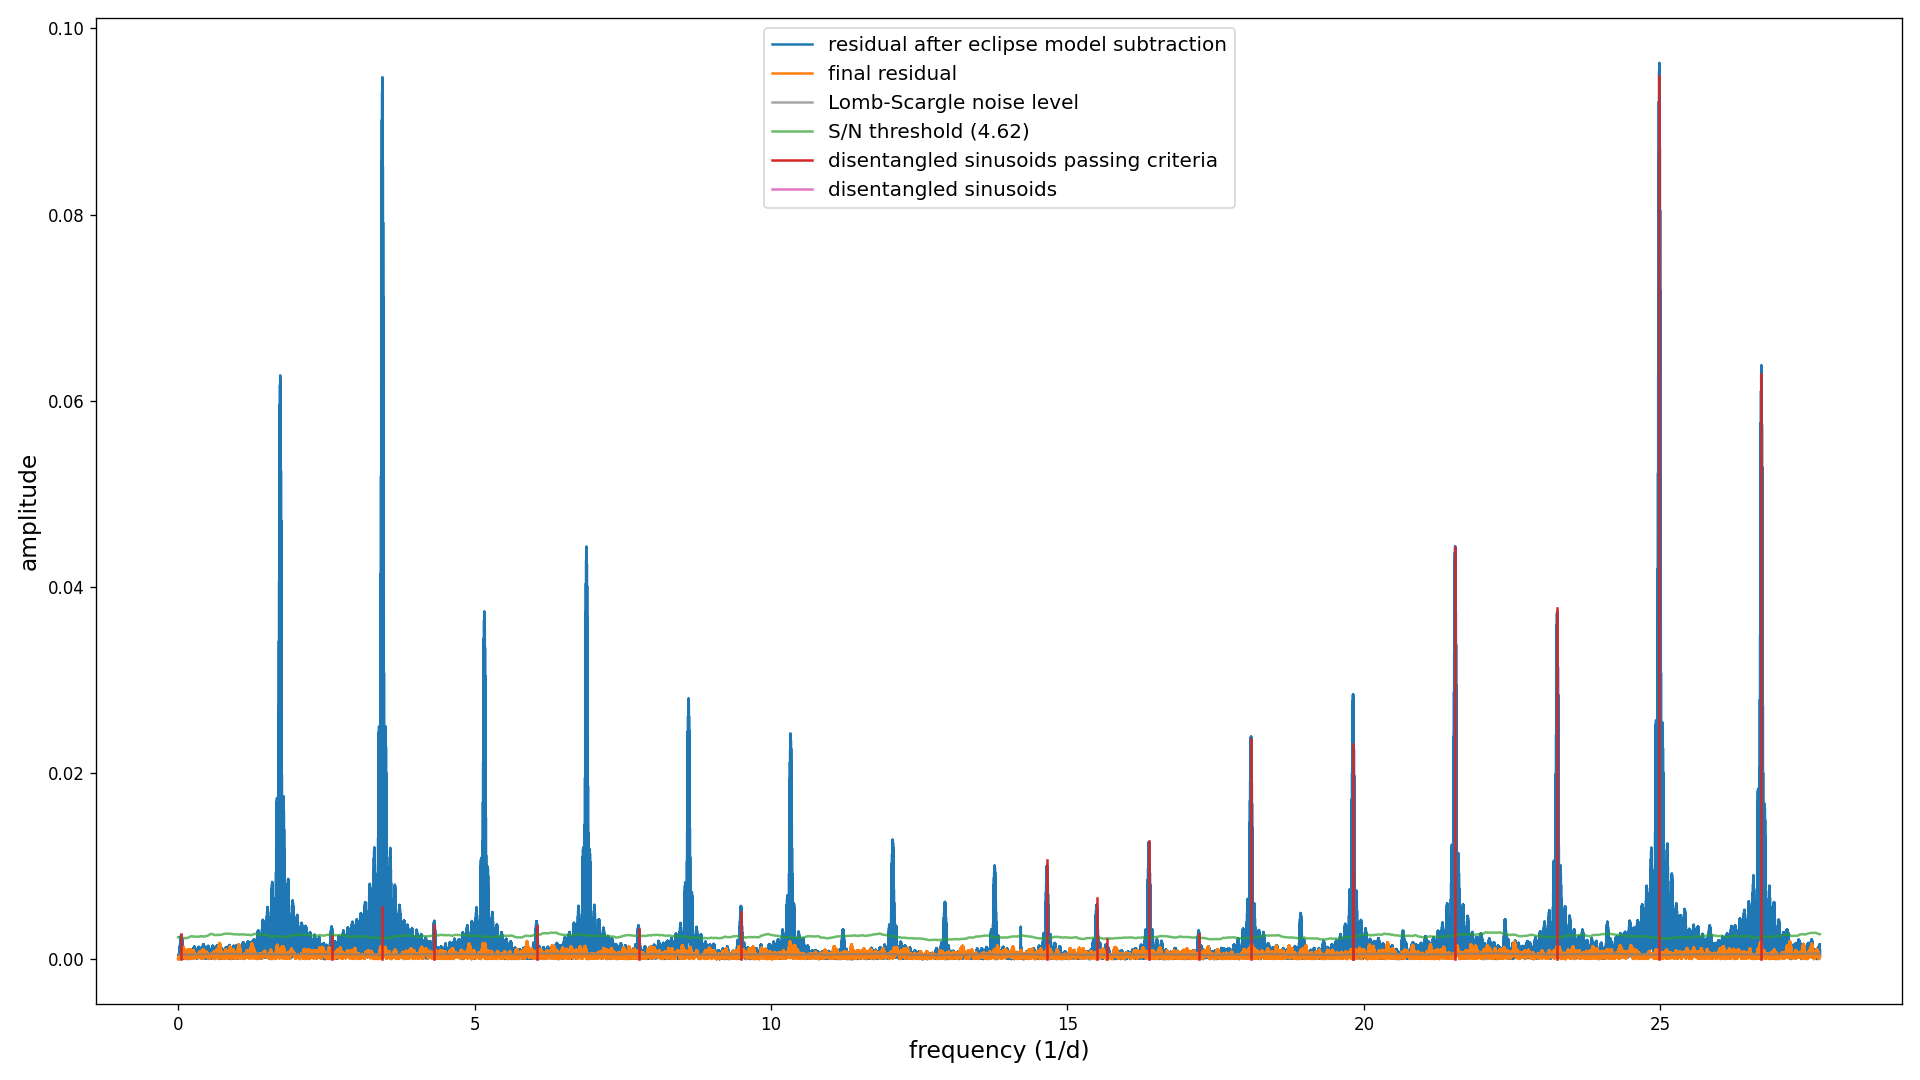 0.10
0.08
0.06
0.04
0.02
0.00
amplitude
residual after eclipse model subtraction
final residual
Lomb-Scargle noise level
S/N threshold (4.62)
disentangled sinusoids passing criteria
disentangled sinusoids
0 5 10 15 20 25
frequency (1/d)